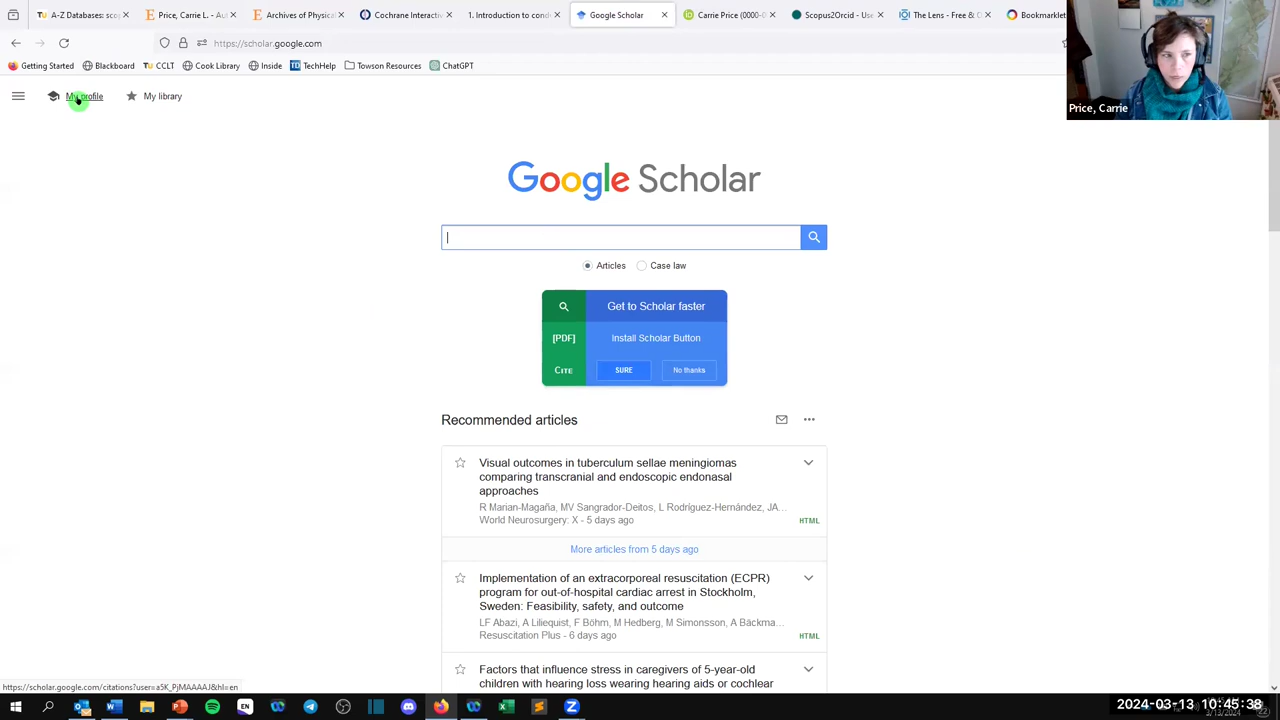 A-Z Databases: scop
Price, Carrie L. - Aut
Archives of Physical
Cochrane Interactiv
Introduction to cond
Google Scholar
Carrie Price (0000-0
Scopus2Orcid - Use
The Lens - Free & O
Bookmarklet
https://scholar.google.com
Getting Started
Blackboard
TU CCLT
Cook Library
Inside
TD TechHelp
Towson Resources
ChatGPT
My profile
My library
Price, Carrie
Google Scholar
Articles
Case law
Get to Scholar faster
[PDF]
Install Scholar Button
CITE
SURE
No thanks
Recommended articles
Visual outcomes in tuberculum sellae meningiomas
comparing transcranial and endoscopic endonasal
approaches
R Marian-Magaña, MV Sangrador-Deitos, L Rodríguez-Hernández, JA...
World Neurosurgery: X - 5 days ago
HTML
More articles from 5 days ago
Implementation of an extracorporeal resuscitation (ECPR)
program for out-of-hospital cardiac arrest in Stockholm,
Sweden: Feasibility, safety, and outcome
LF Abazi, A Liliequist, F Böhm, M Hedberg, M Simonsson, A Bäckma...
Resuscitation Plus - 6 days ago
HTML
Factors that influence stress in caregivers of 5-year-old
children with hearing loss wearing hearing aids or cochlear
https://scholar.google.com/citations?user=a5K_PjMAAAAJ&hl=en
EN
2024-03-13 10:45:38